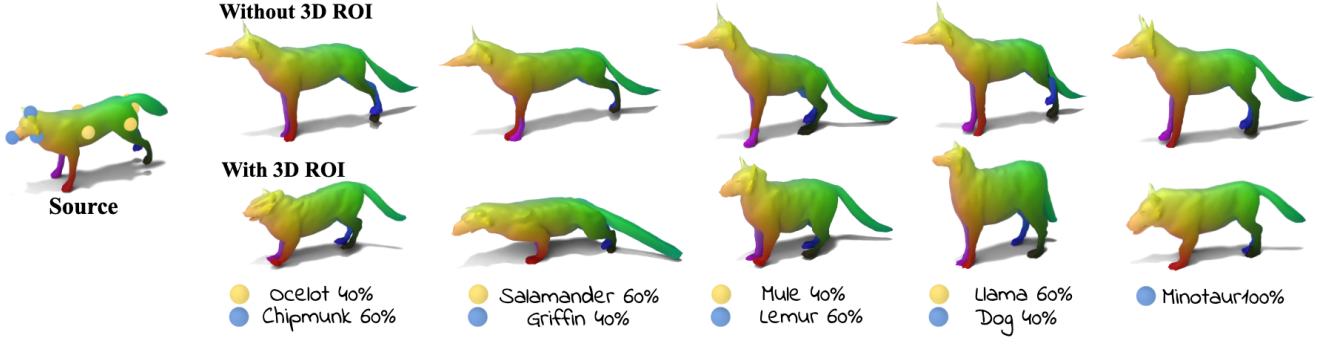 Without 3D ROI
With 3D ROI
Source
Ocelot 40%
Chipmunk 60%
Salamander 60%
Griffin 40%
Mule 40%
Lemur 60%
Llama 60%
Dog 40%
Minotaur100%